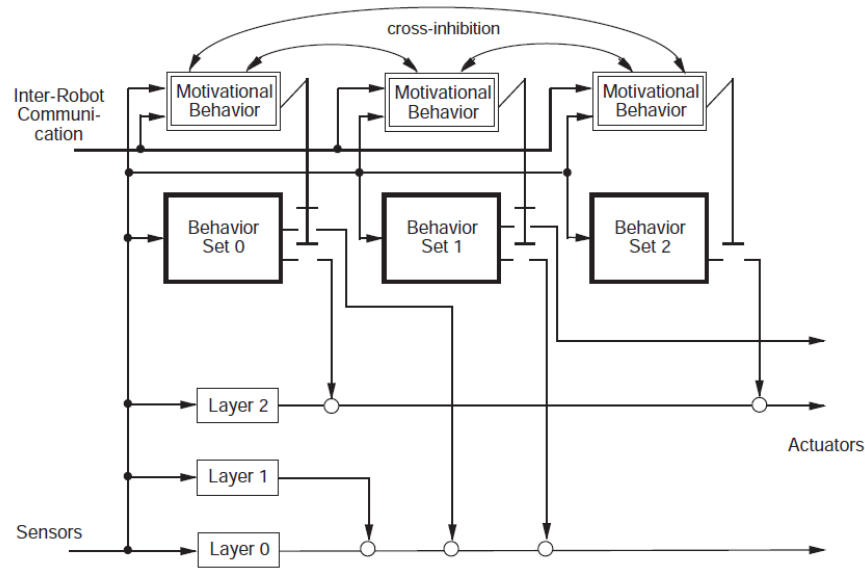 cross-inhibition
Inter-Robot
Communi-
cation
Motivational
Behavior
Motivational
Behavior
Motivational
Behavior
Behavior
Set 0
Behavior
Set 1
Behavior
Set 2
Layer 2
Actuators
Layer 1
Sensors
Layer 0